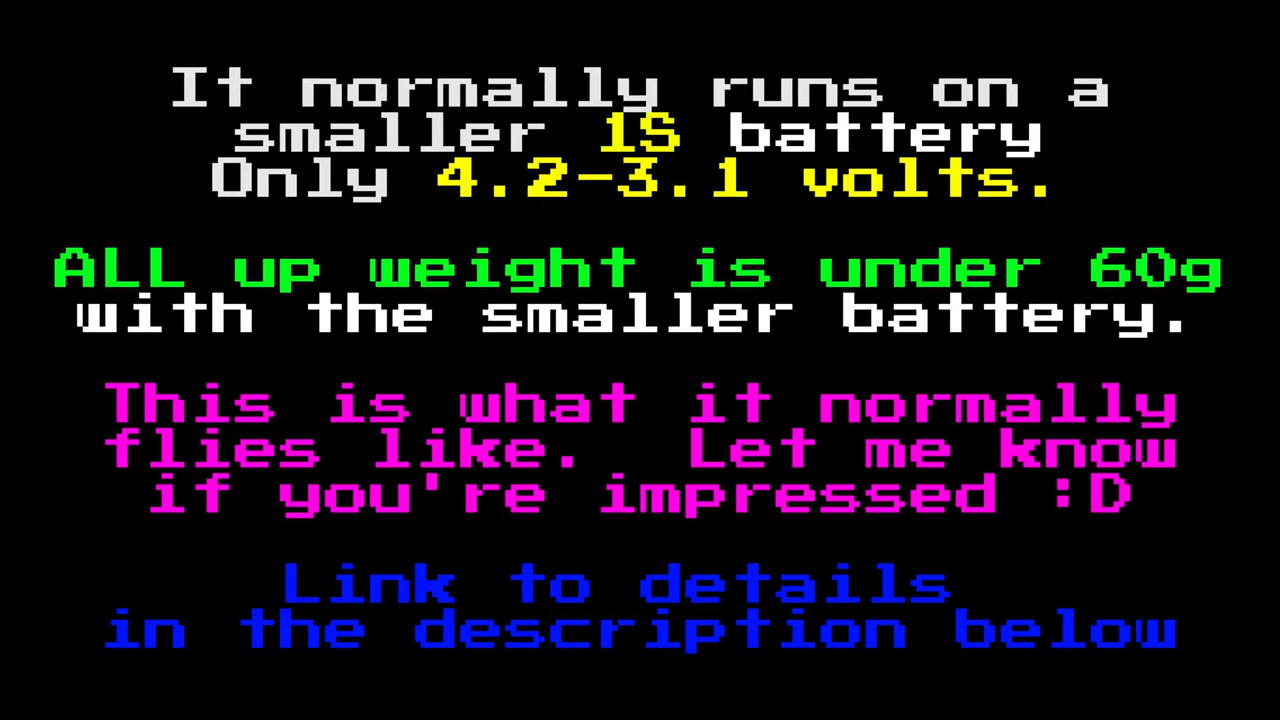 It normally runs on a
smaller 1S battery
Only 4.2-3.1 volts.
ALL up weight is under 60g
with the smaller battery.
This is what it normally
flies like.  Let me know
if you're impressed :D
Link to details
in the description below